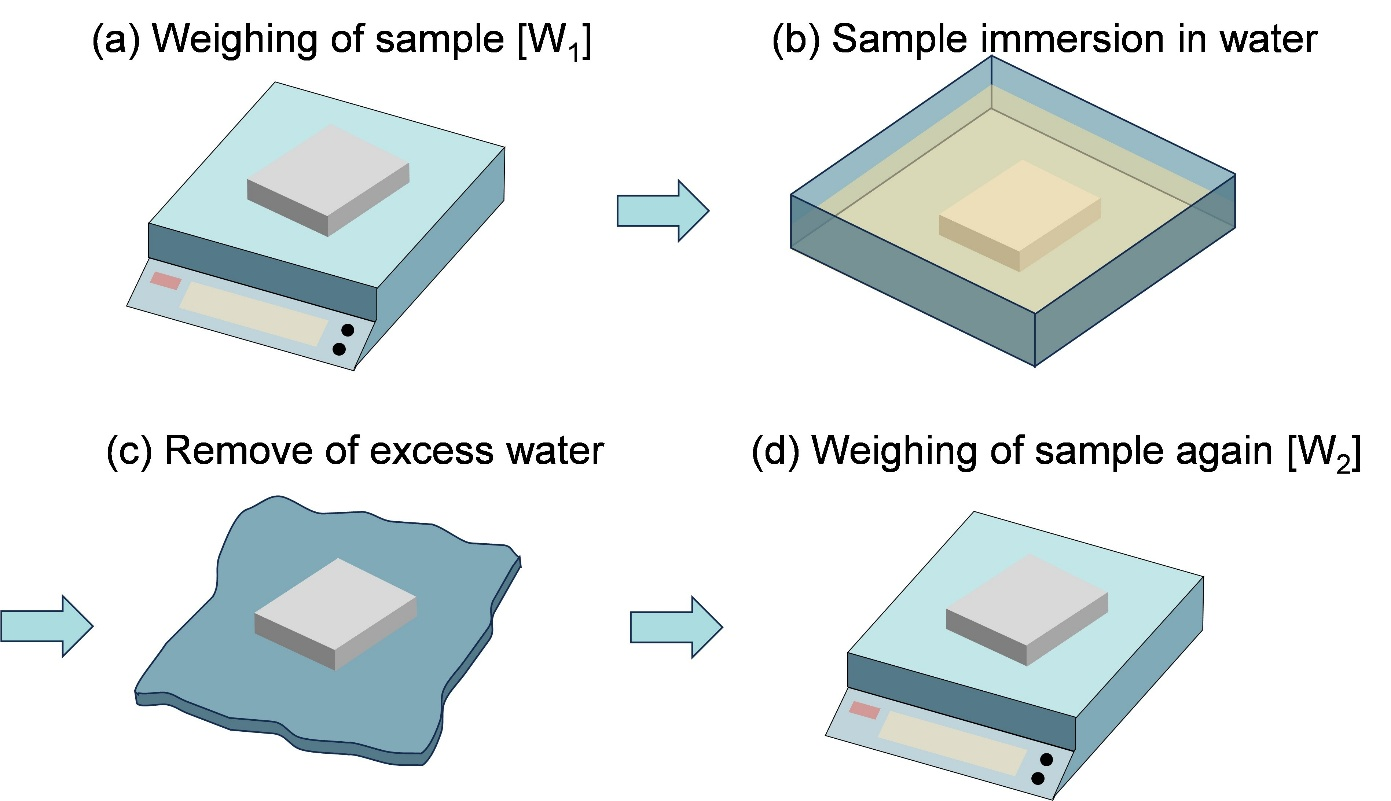 (a) Weighing of sample [W₁]
(b) Sample immersion in water
(c) Remove of excess water
(d) Weighing of sample again [W₂]